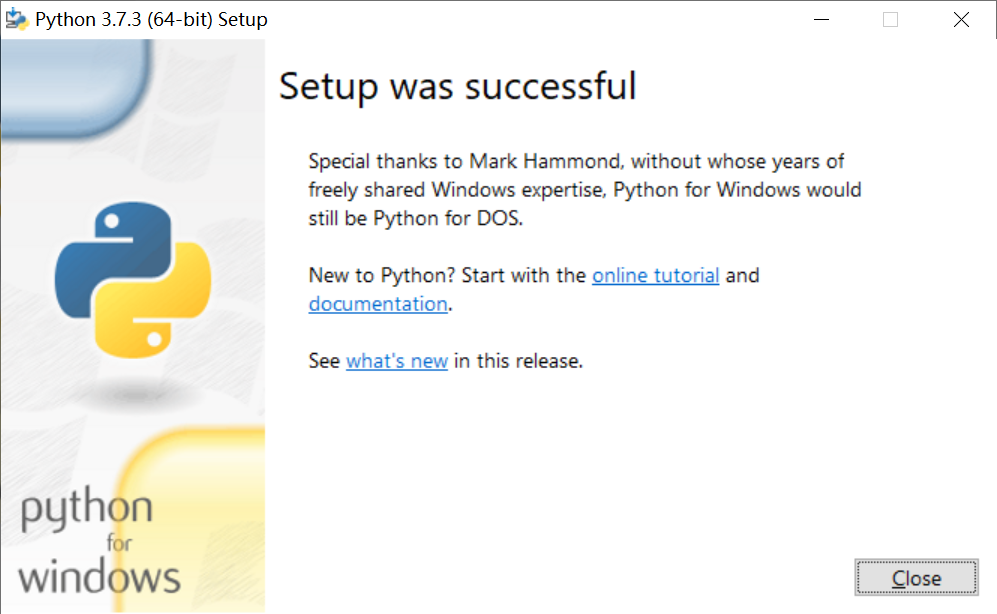 Python 3.7.3 (64-bit) Setup
Setup was successful
Special thanks to Mark Hammond, without whose years of
freely shared Windows expertise, Python for Windows would
still be Python for DOS.
New to Python? Start with the online tutorial and
documentation.
See what's new in this release.
python
for
windows
Close